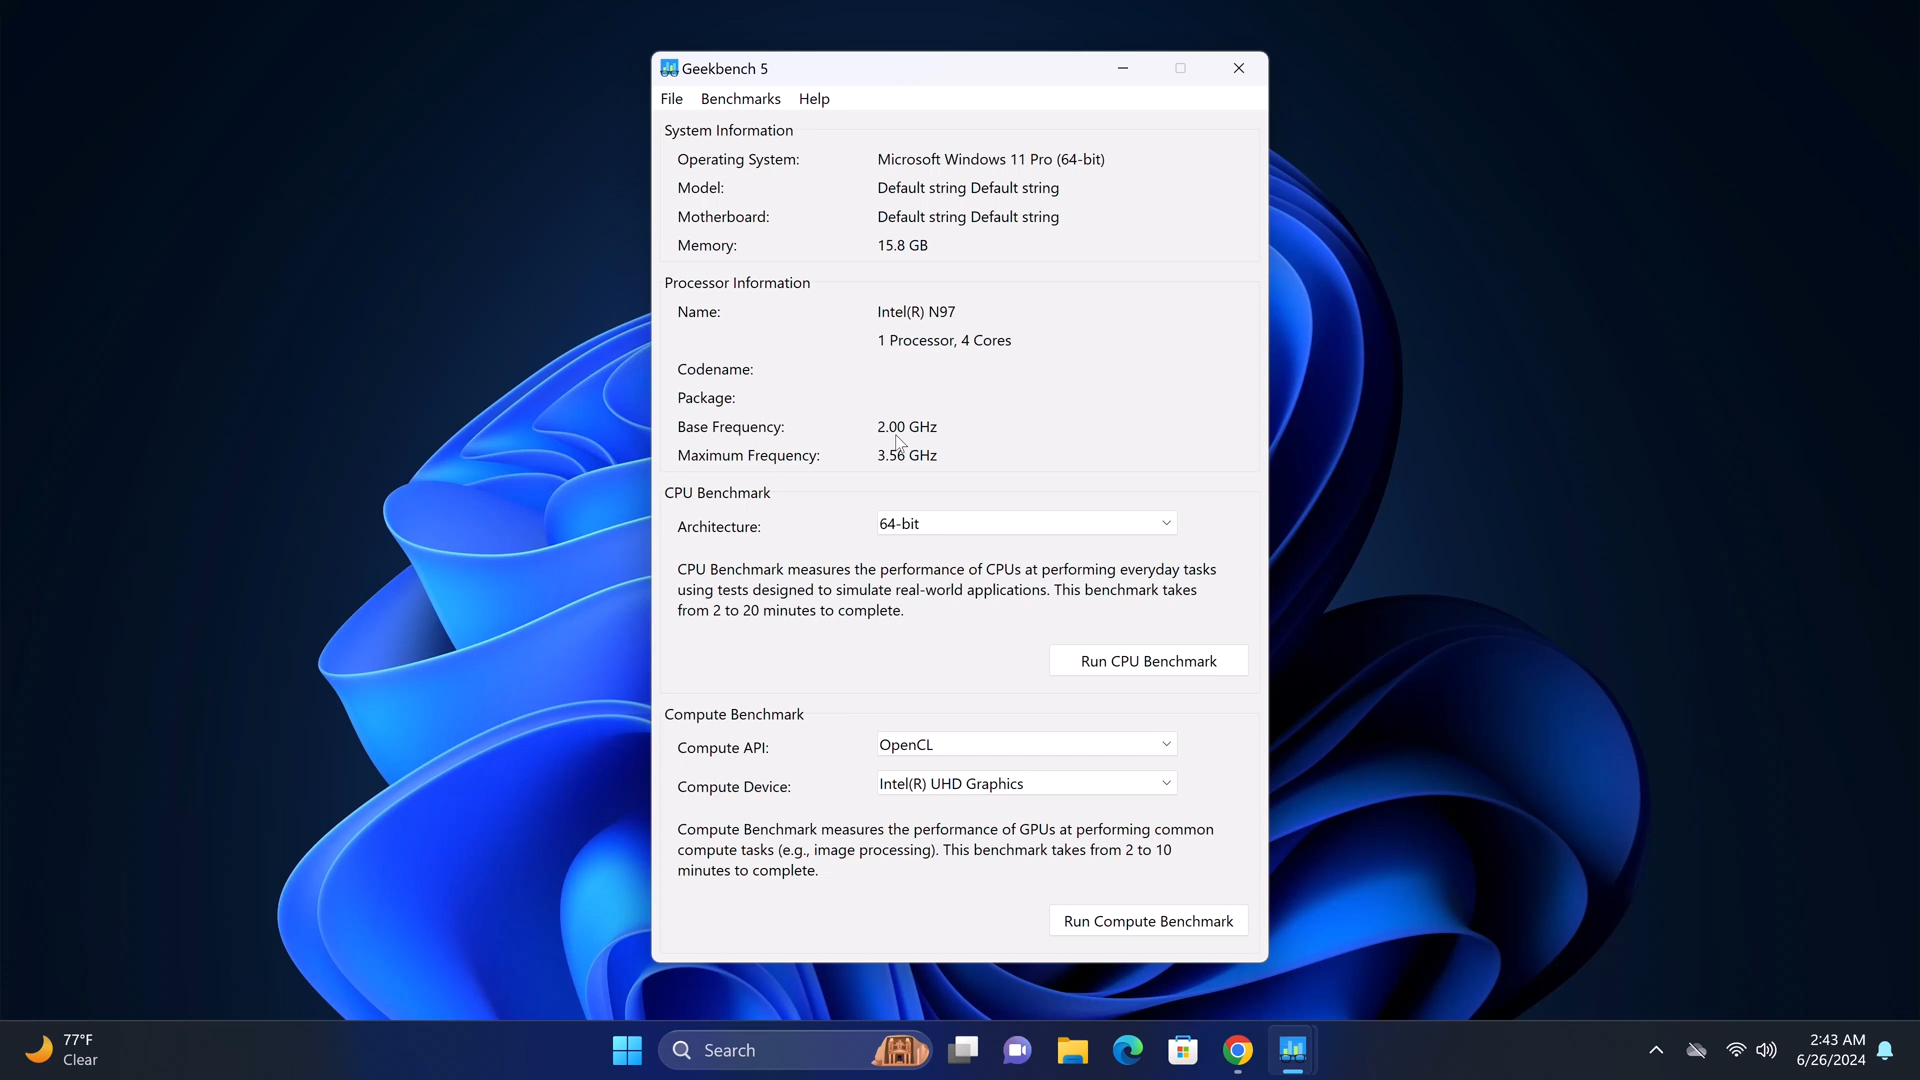 Geekbench 5
File Benchmarks Help
System Information
Operating System: Microsoft Windows 11 Pro (64-bit)
Model: Default string Default string
Motherboard: Default string Default string
Memory: 15.8 GB
Processor Information
Name: Intel(R) N97
1 Processor, 4 Cores
Codename:
Package:
Base Frequency: 2.00 GHz
Maximum Frequency: 3.56 GHz
CPU Benchmark
Architecture: 64-bit
CPU Benchmark measures the performance of CPUs at performing everyday tasks
using tests designed to simulate real-world applications. This benchmark takes
from 2 to 20 minutes to complete.
Run CPU Benchmark
Compute Benchmark
Compute API: OpenCL
Compute Device: Intel(R) UHD Graphics
Compute Benchmark measures the performance of GPUs at performing common
compute tasks (e.g., image processing). This benchmark takes from 2 to 10
minutes to complete.
Run Compute Benchmark
77°F
Clear
Search
2:43 AM
6/26/2024